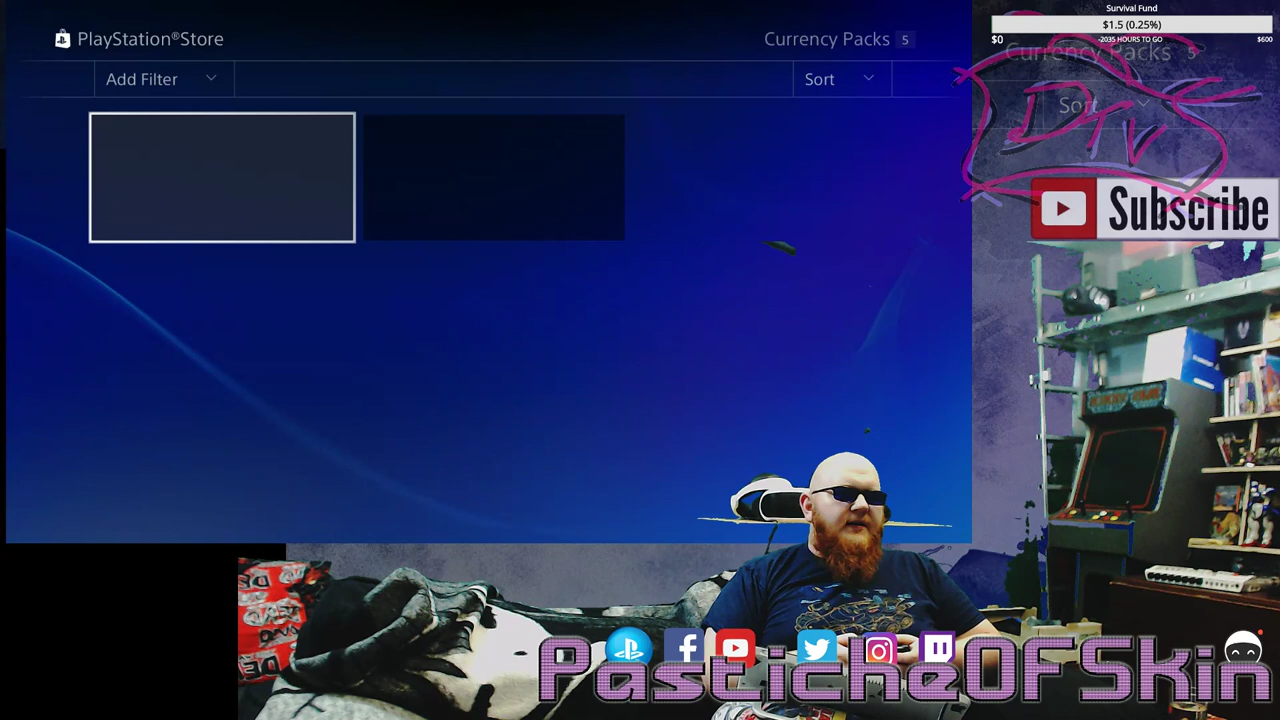 PlayStation®Store
Currency Packs 5
Add Filter
Sort
Survival Fund
$1.5 (0.25%)
$0
-2035 HOURS TO GO
$600
Currency Packs 5
Sort
DTV
Subscribe
PasticheOFSkin